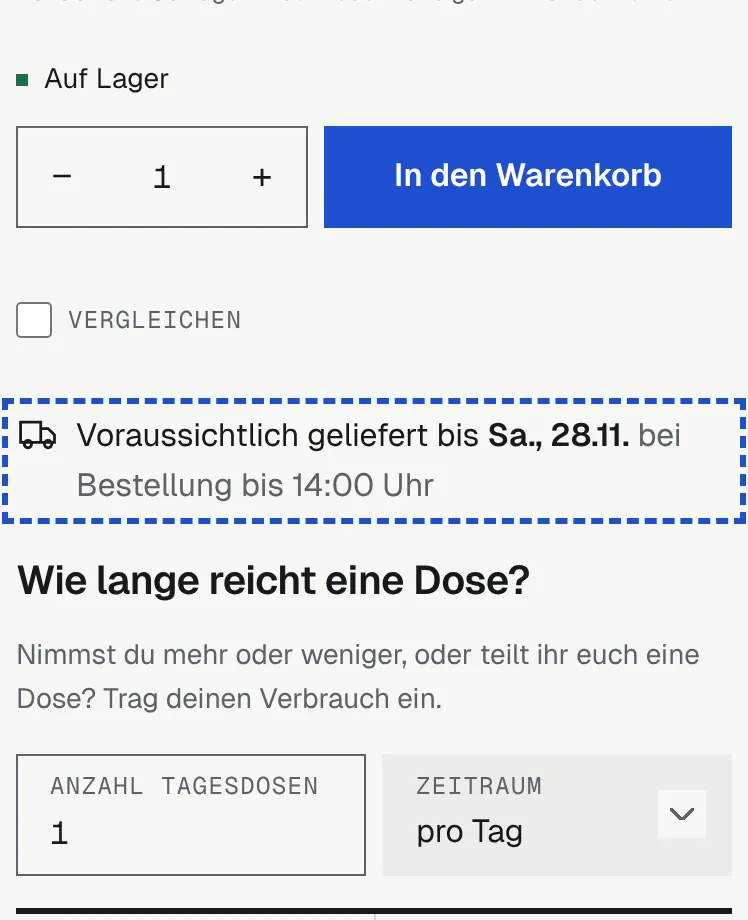 Auf Lager
− 1 + In den Warenkorb
VERGLEICHEN
Voraussichtlich geliefert bis Sa., 28.11. bei
Bestellung bis 14:00 Uhr
Wie lange reicht eine Dose?
Nimmst du mehr oder weniger, oder teilt ihr euch eine
Dose? Trag deinen Verbrauch ein.
ANZAHL TAGESDOSEN
1
ZEITRAUM
pro Tag